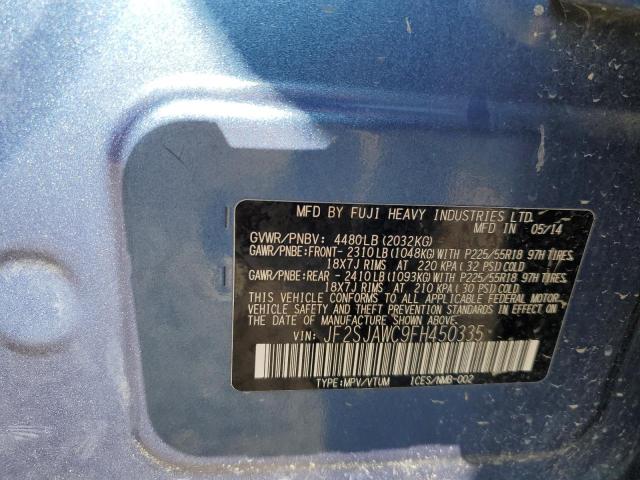 MFD BY FUJI HEAVY INDUSTRIES LTD.
MFD IN 05/14
GVWR/PNBV: 4480LB(2032KG)
GAWR/PNBE:FRONT-2310LB(1048KG)WITH P225/55R18 97H TIRES,
18X7J RIMS AT 220 KPA(32 PSI)COLD
GAWR/PNBE:REAR -2410LB(1093KG)WITH P225/55R18 97H TIRES,
18X7J RIMS AT 210 KPA(30 PSI)COLD
THIS VEHICLE CONFORMS TO ALL APPLICABLE FEDERAL MOTOR
VEHICLE SAFETY AND BUMPER STANDARDS IN EFFECT ON
THE DATE OF MANUFACTURE SHOWN ABOVE.
VIN: JF2SJAWC9FH450335
TYPE:MPV/VTUM ICES/NMB-002